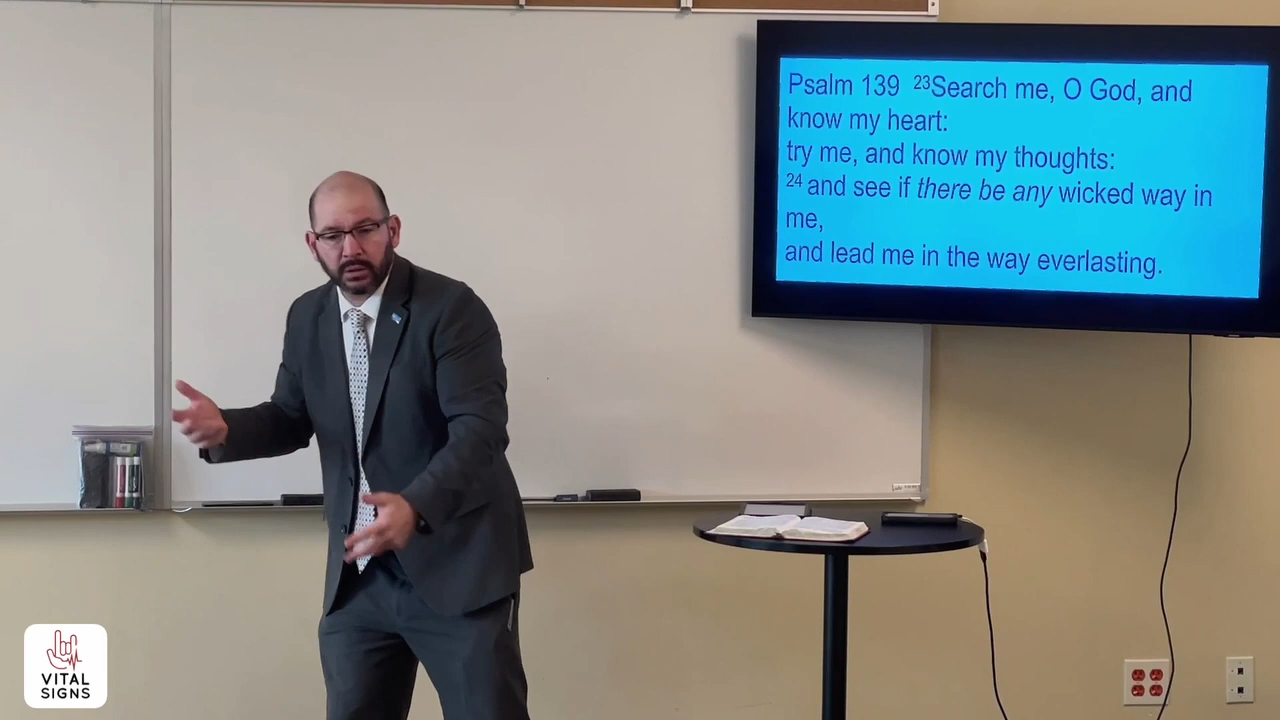 Psalm 139 ²³Search me, O God, and
know my heart:
try me, and know my thoughts:
²⁴ and see if there be any wicked way in
me,
and lead me in the way everlasting.
VITAL
SIGNS